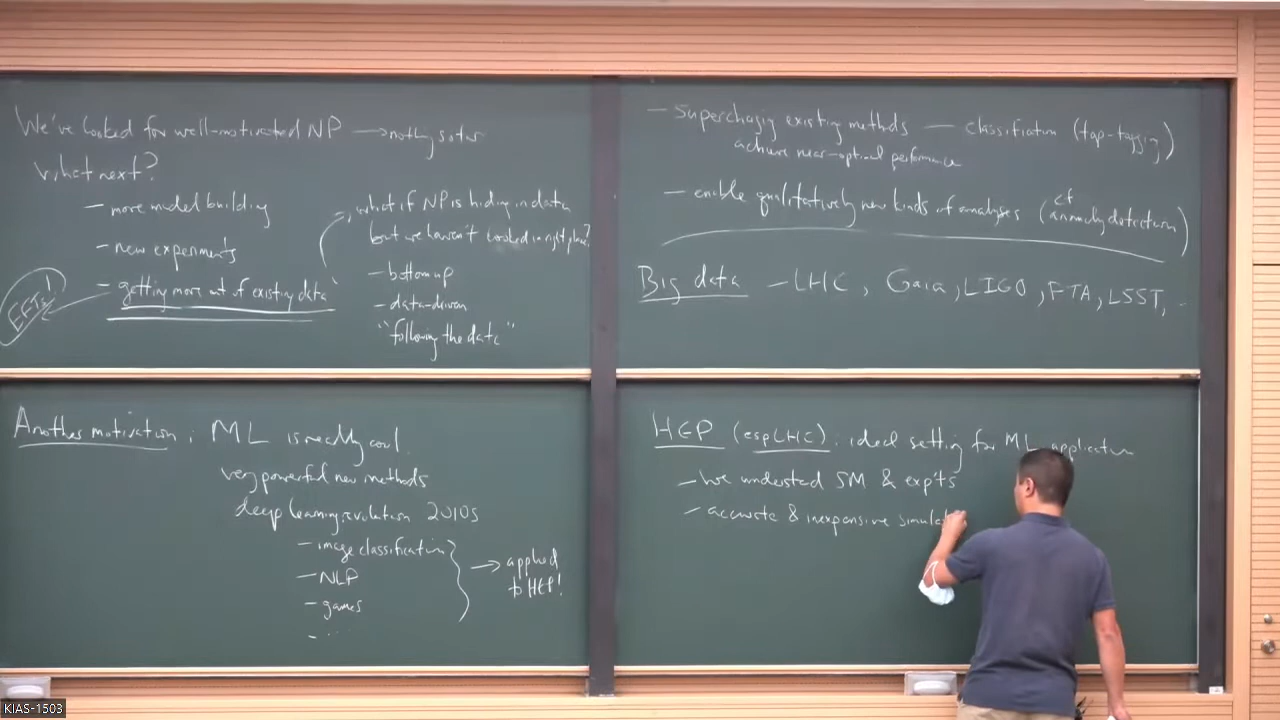 We've looked for well-motivated NP → nothing so far
What next?
- more model building
- new experiments
- getting more out of existing data
EFTs!
what if NP is hiding in data
but we haven't looked in right place?
- bottom up
- data-driven
"following the data"
Another motivation: ML is really cool.
very powerful new methods
deep learning revolution 2010s
- image classification
- NLP
- games
- ...
→ applied
to HEP!
- Supercharging existing methods — classification (top-tagging)
achieve near-optimal performance
- enable qualitatively new kinds of analyses (cf anomaly detection)
Big data - LHC, Gaia, LIGO, LSST, ..
HEP (esp LHC): ideal setting for ML application
- We understand SM & exp'ts
- accurate & inexpensive simulat
KIAS-1503